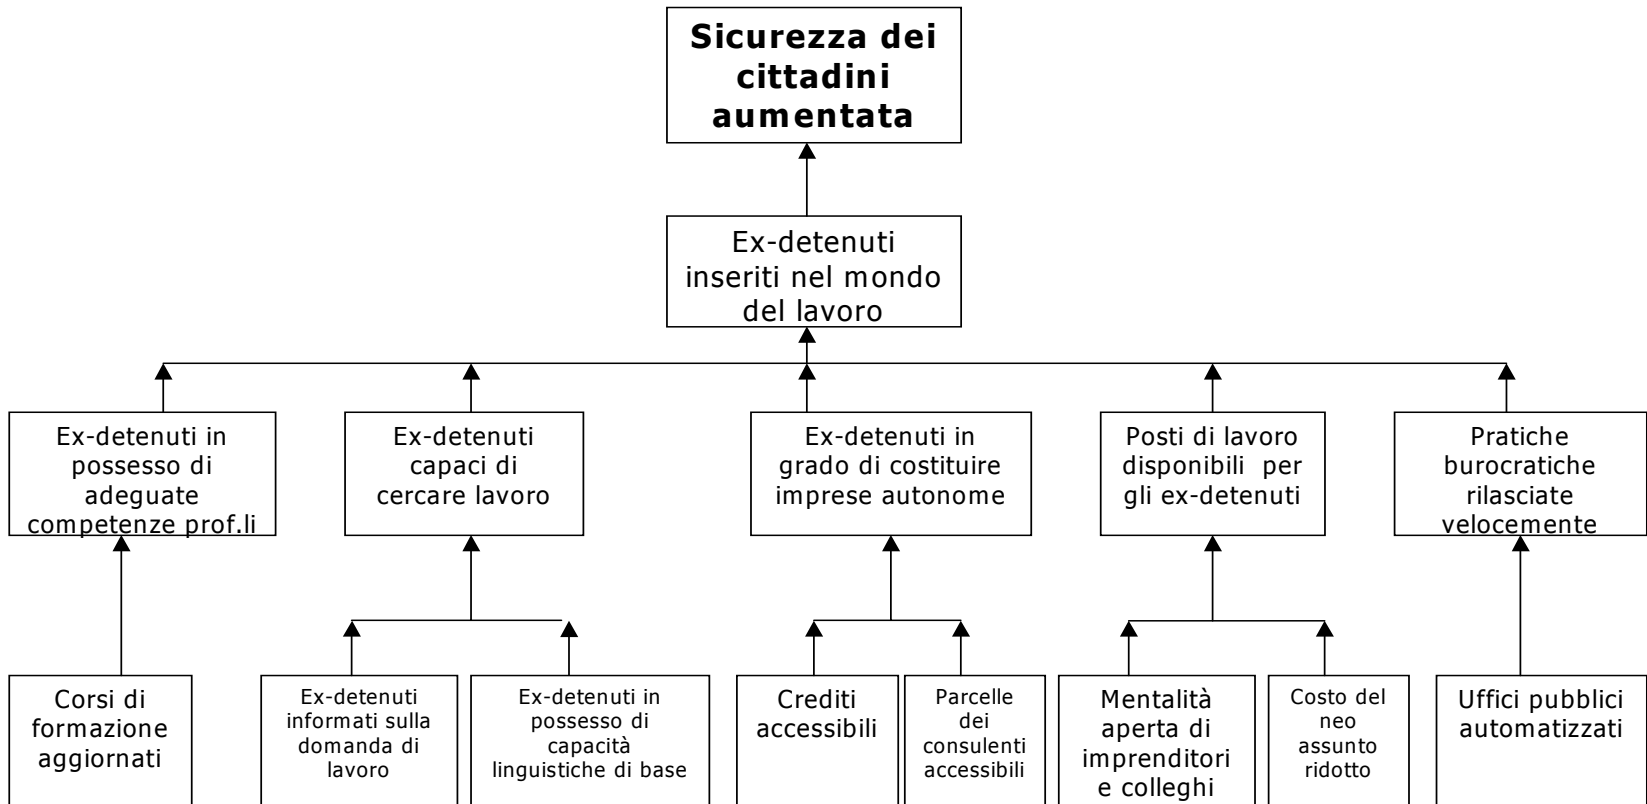 Sicurezza dei
cittadini
aumentata
Ex-detenuti
inseriti nel mondo
del lavoro
Ex-detenuti in
possesso di
adeguate
competenze prof.li
Ex-detenuti
capaci di
cercare lavoro
Ex-detenuti in
grado di costituire
imprese autonome
Posti di lavoro
disponibili per
gli ex-detenuti
Pratiche
burocratiche
rilasciate
velocemente
Corsi di
formazione
aggiornati
Ex-detenuti
informati sulla
domanda di
lavoro
Ex-detenuti in
possesso di
capacità
linguistiche di base
Crediti
accessibili
Parcelle
dei
consulenti
accessibili
Mentalità
aperta di
imprenditori
e colleghi
Costo del
neo
assunto
ridotto
Uffici pubblici
automatizzati